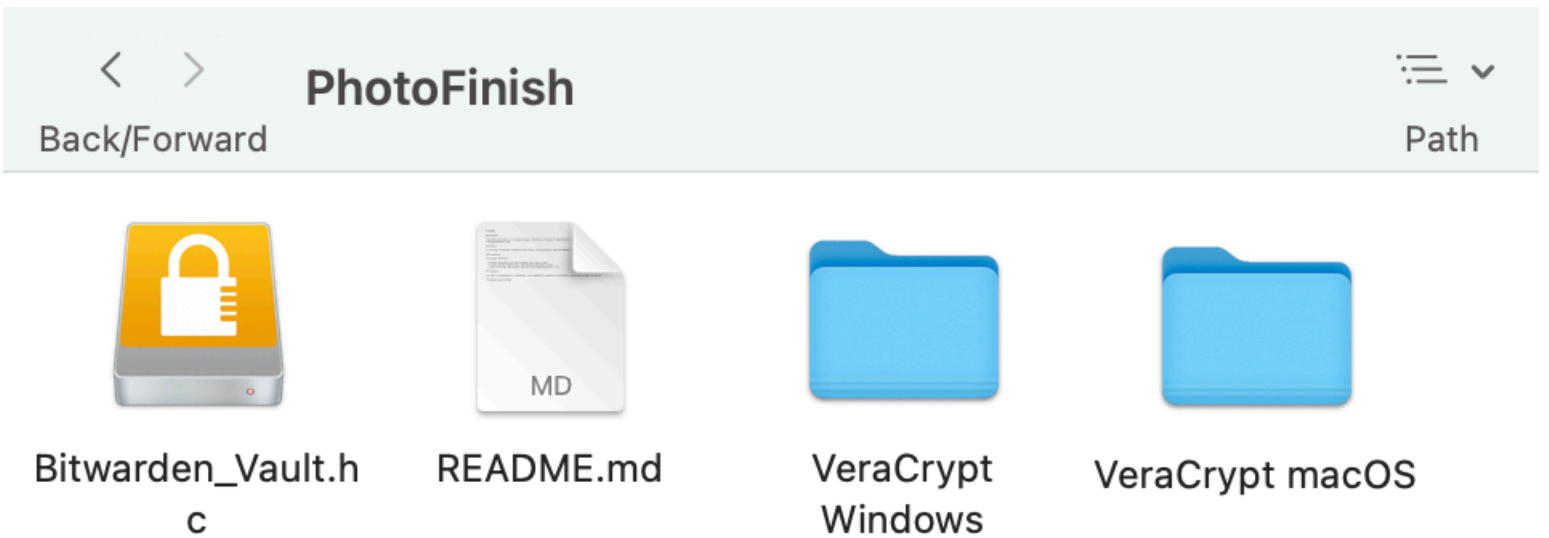 PhotoFinish
Back/Forward
Path
MD
Bitwarden_Vault.h
c
README.md
VeraCrypt
Windows
VeraCrypt macOS